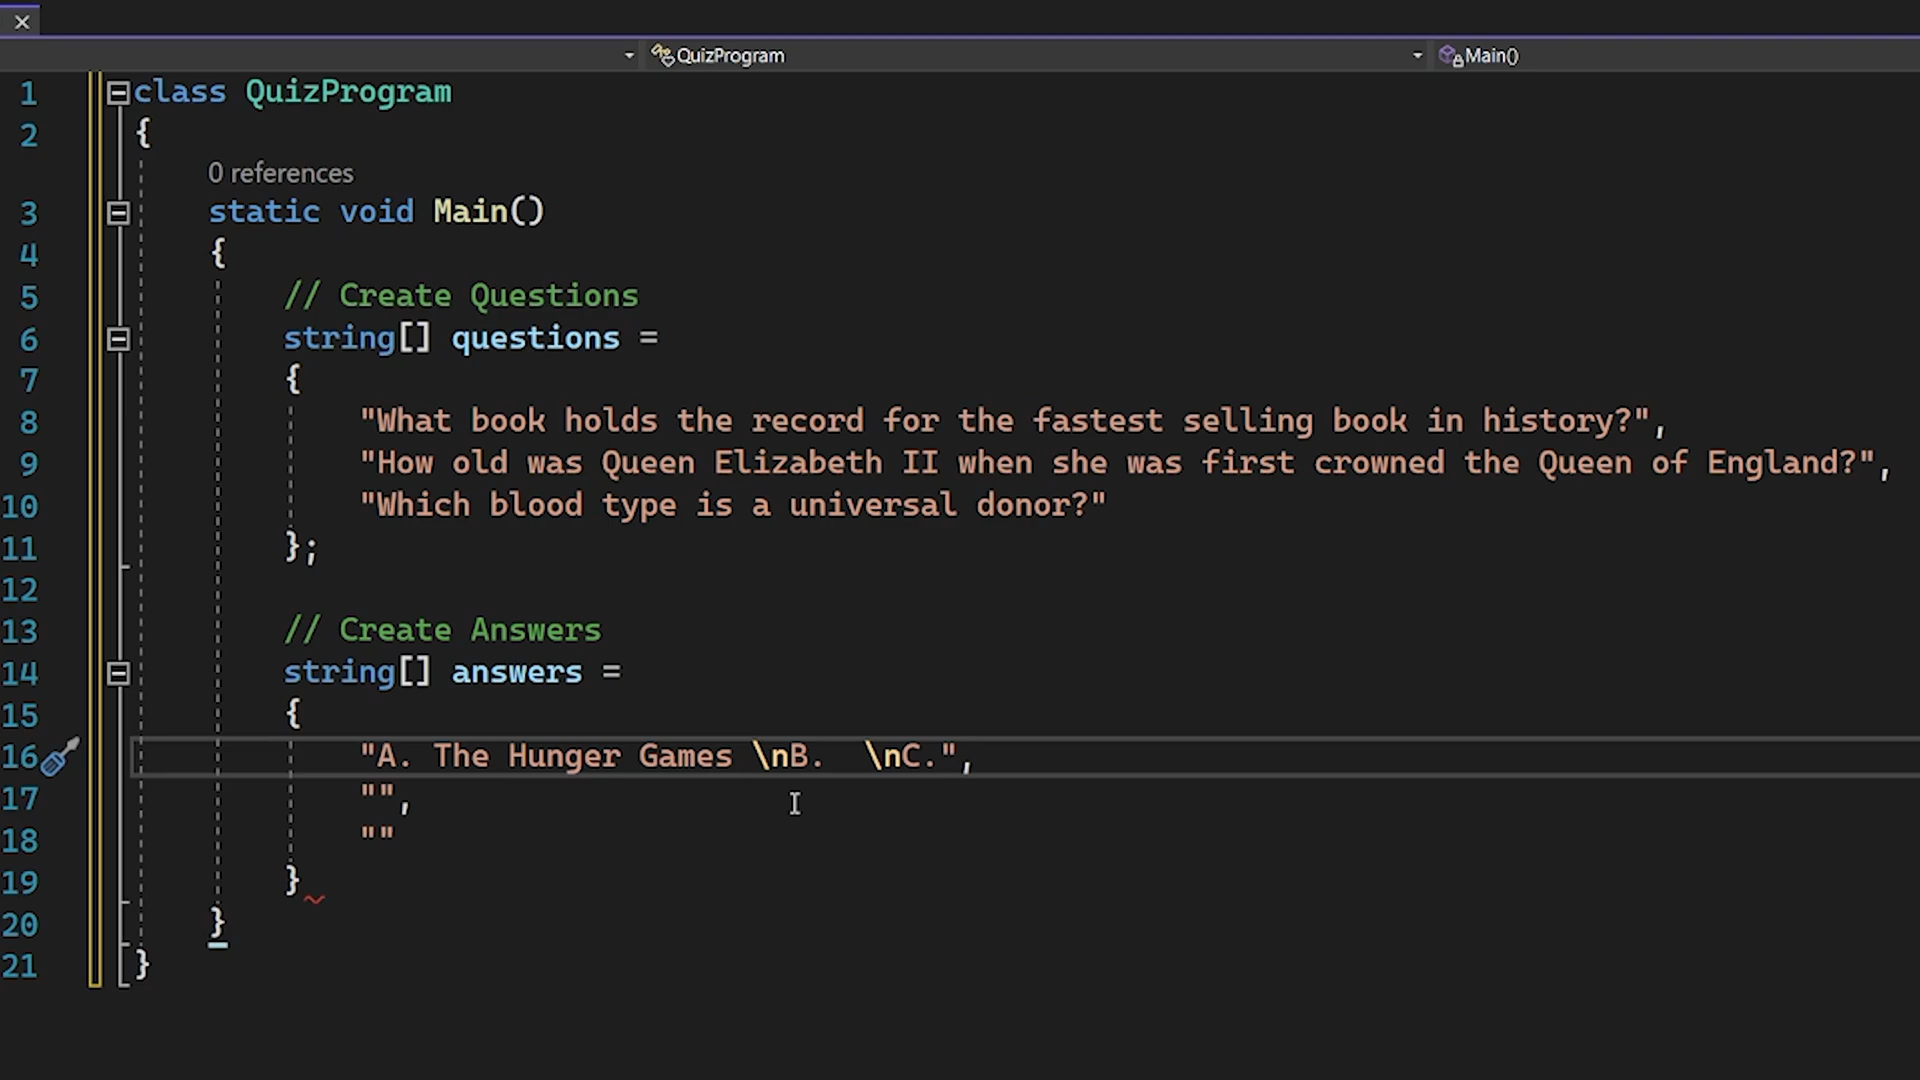 QuizProgram Main()
1 class QuizProgram
2 {
0 references
3 static void Main()
4 {
5 // Create Questions
6 string[] questions =
7 {
8 "What book holds the record for the fastest selling book in history?",
9 "How old was Queen Elizabeth II when she was first crowned the Queen of England?",
10 "Which blood type is a universal donor?"
11 };
12
13 // Create Answers
14 string[] answers =
15 {
16 "A. The Hunger Games \nB.  \nC.",
17 "",
18 ""
19 }
20 }
21 }